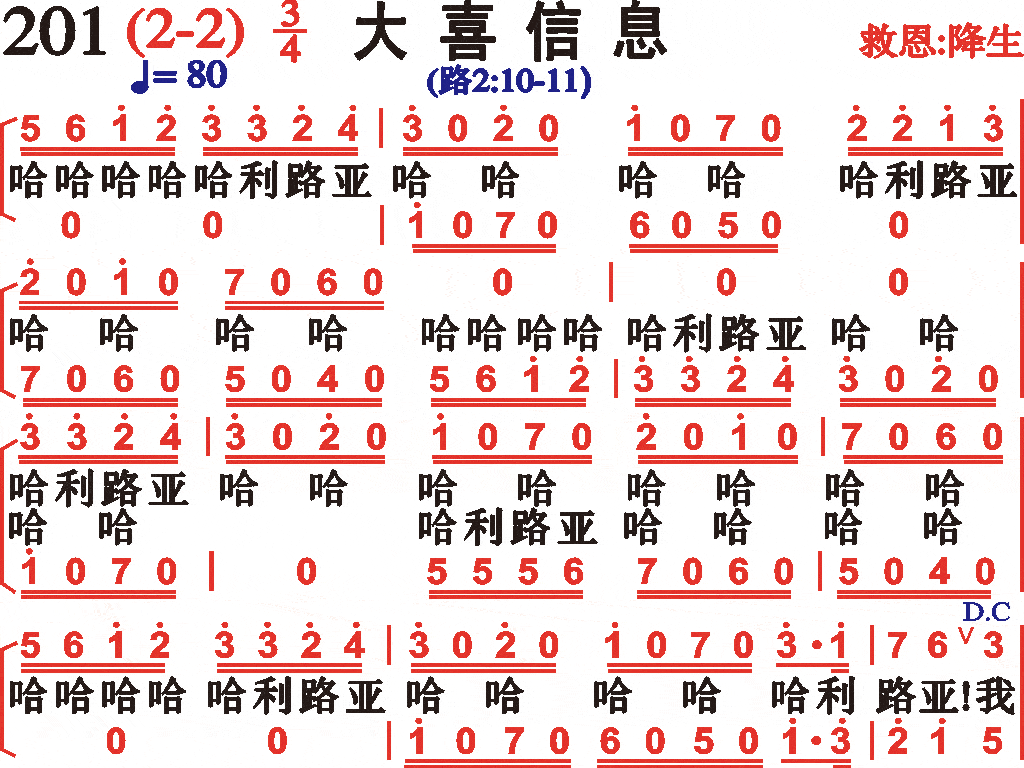 201 (2-2) 3/4 大喜信息 救恩:降生
♩= 80 (路2:10-11)
5 6 1̇ 2̇ 3̇ 3̇ 2̇ 4̇ | 3̇ 0 2̇ 0 1̇ 0 7 0 2̇ 2̇ 1̇ 3̇ |
哈哈哈哈哈利路亚 哈 哈 哈 哈 哈利路亚
0 0 | 1̇ 0 7 0 6 0 5 0 0 |
2̇ 0 1̇ 0 7 0 6 0 0 | 0 0
哈 哈 哈 哈 哈哈哈哈 哈利路亚 哈 哈
7 0 6 0 5 0 4 0 5 6 1̇ 2̇ | 3̇ 3̇ 2̇ 4̇ 3̇ 0 2̇ 0
3̇ 3̇ 2̇ 4̇ | 3̇ 0 2̇ 0 1̇ 0 7 0 2̇ 0 1̇ 0 | 7 0 6 0
哈利路亚 哈 哈 哈 哈 哈 哈 哈 哈
哈 哈 哈利路亚 哈 哈 哈 哈
1̇ 0 7 0 | 0 5 5 5 6 7 0 6 0 | 5 0 4 0
D.C
5 6 1̇ 2̇ 3̇ 3̇ 2̇ 4̇ | 3̇ 0 2̇ 0 1̇ 0 7 0 3̇ · 1̇ | 7 6 V 3
哈哈哈哈 哈利路亚 哈 哈 哈 哈 哈利 路亚!我
0 0 | 1̇ 0 7 0 6 0 5 0 1̇ · 3̇ | 2̇ 1̇ 5